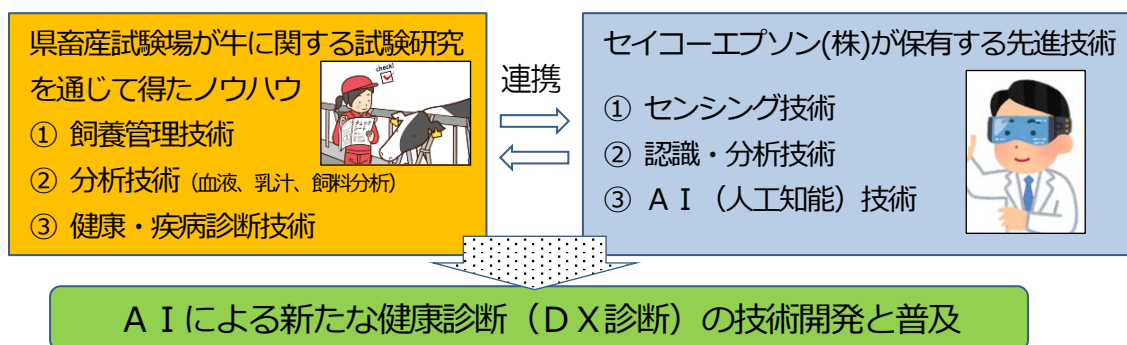 県畜産試験場が牛に関する試験研究
を通じて得たノウハウ
① 飼養管理技術
② 分析技術（血液、乳汁、飼料分析）
③ 健康・疾病診断技術
check!
連携
セイコーエプソン(株)が保有する先進技術
① センシング技術
② 認識・分析技術
③ ＡＩ（人工知能）技術
ＡＩによる新たな健康診断（ＤＸ診断）の技術開発と普及